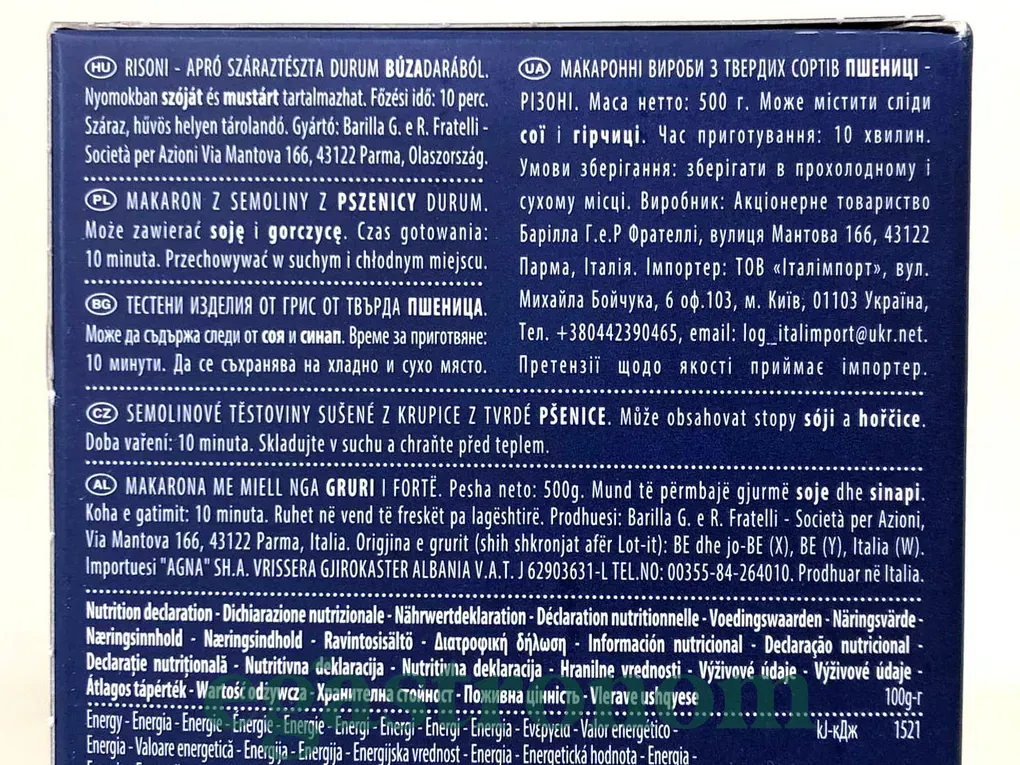 HU RISONI - APRÓ SZÁRAZTÉSZTA DURUM BÚZADARÁBÓL.
Nyomokban szóját és mustárt tartalmazhat. Főzési idő: 10 perc.
Száraz, hűvös helyen tárolandó. Gyártó: Barilla G. e R. Fratelli -
Società per Azioni Via Mantova 166, 43122 Parma, Olaszország.
PL MAKARON Z SEMOLINY Z PSZENICY DURUM.
Może zawierać soję i gorczycę. Czas gotowania:
10 minuta. Przechowywać w suchym i chłodnym miejscu.
BG ТЕСТЕНИ ИЗДЕЛИЯ ОТ ГРИС ОТ ТВЪРДА ПШЕНИЦА.
Може да съдържа следи от соя и синап. Време за приготвяне:
10 минути. Да се съхранява на хладно и сухо място.
UA МАКАРОННІ ВИРОБИ З ТВЕРДИХ СОРТІВ ПШЕНИЦІ -
РІЗОНІ. Маса нетто: 500 г. Може містити сліди
сої і гірчиці. Час приготування: 10 хвилин.
Умови зберігання: зберігати в прохолодному і
сухому місці. Виробник: Акціонерне товариство
Барілла Г.е.Р Фрателлі, вулиця Мантова 166, 43122
Парма, Італія. Імпортер: ТОВ «Італімпорт», вул.
Михайла Бойчука, 6 оф.103, м. Київ, 01103 Україна,
Тел. +380442390465, email: log_italimport@ukr.net.
Претензії щодо якості приймає імпортер.
CZ SEMOLINOVÉ TĚSTOVINY SUŠENÉ Z KRUPICE Z TVRDÉ PŠENICE. Může obsahovat stopy sóji a hořčice.
Doba vaření: 10 minuta. Skladujte v suchu a chraňte před teplem.
AL MAKARONA ME MIELL NGA GRURI I FORTË. Pesha neto: 500g. Mund të përmbajë gjurmë soje dhe sinapi.
Koha e gatimit: 10 minuta. Ruhet në vend të freskët pa lagështirë. Prodhuesi: Barilla G. e R. Fratelli - Società per Azioni,
Via Mantova 166, 43122 Parma, Italia. Origjina e grurit (shih shkronjat afër Lot-it): BE dhe jo-BE (X), BE (Y), Italia (W).
Importuesi "AGNA" SH.A. VRISSERA GJIROKASTER ALBANIA V.A.T. J 62903631-L TEL.NO: 00355-84-264010. Prodhuar në Italia.
Nutrition declaration - Dichiarazione nutrizionale - Nährwertdeklaration - Déclaration nutritionnelle - Voedingswaarden - Näringsvärde -
Næringsinnhold - Næringsindhold - Ravintosisältö - Διατροφική δήλωση - Información nutricional - Declaração nutricional -
Declarație nutrițională - Nutritivna deklaracija - Nutritivna deklaracija - Hranilne vrednosti - Výživové údaje - Výživové údaje -
Átlagos tápérték - Wartość odżywcza - Хранителна стойност - Поживна цінність - Vlerave ushqyese 100g-г
Energy - Energia - Energie - Énergie - Energie - Energi - Energi - Energi - Energia - Ενέργεια - Valor energético - kJ-кДж 1521
Energia - Valoare energetică - Energija - Energija - Energijska vrednost - Energia - Energetická hodnota - Energia -